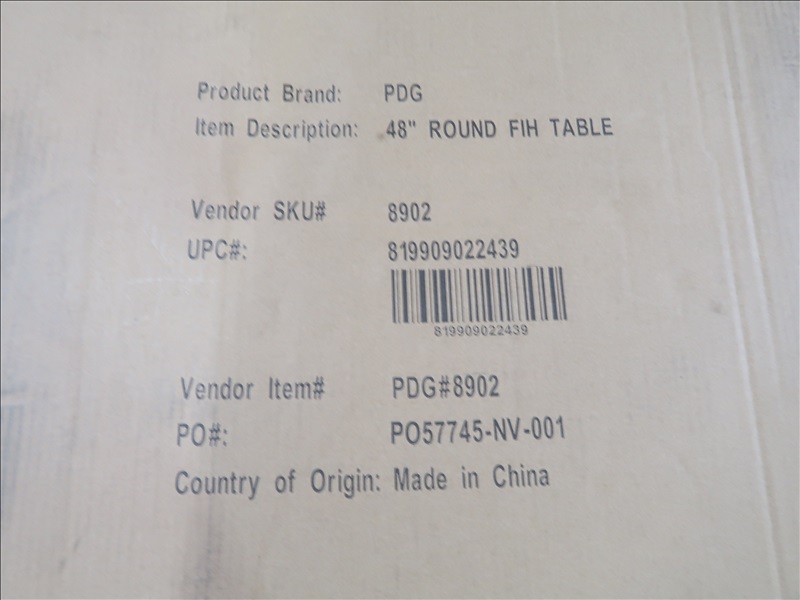 Product Brand: PDG
Item Description: 48" ROUND FIH TABLE
Vendor SKU# 8902
UPC#: 819909022439
819909022439
Vendor Item# PDG#8902
PO#: PO57745-NV-001
Country of Origin: Made in China